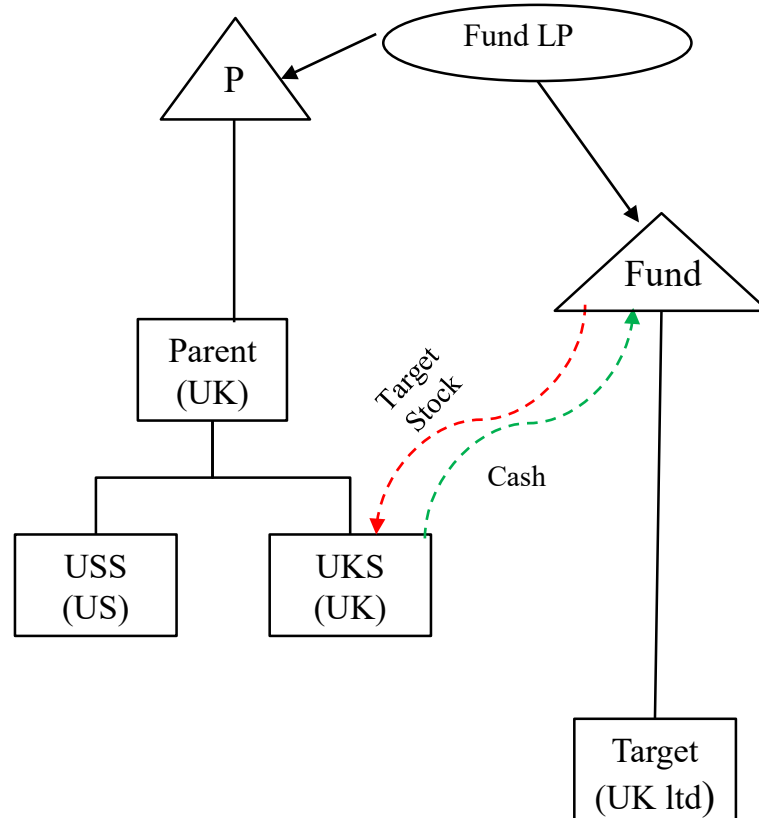 Fund LP
P
Fund
Parent
(UK)
Target
Stock
Cash
USS
(US)
UKS
(UK)
Target
(UK ltd)